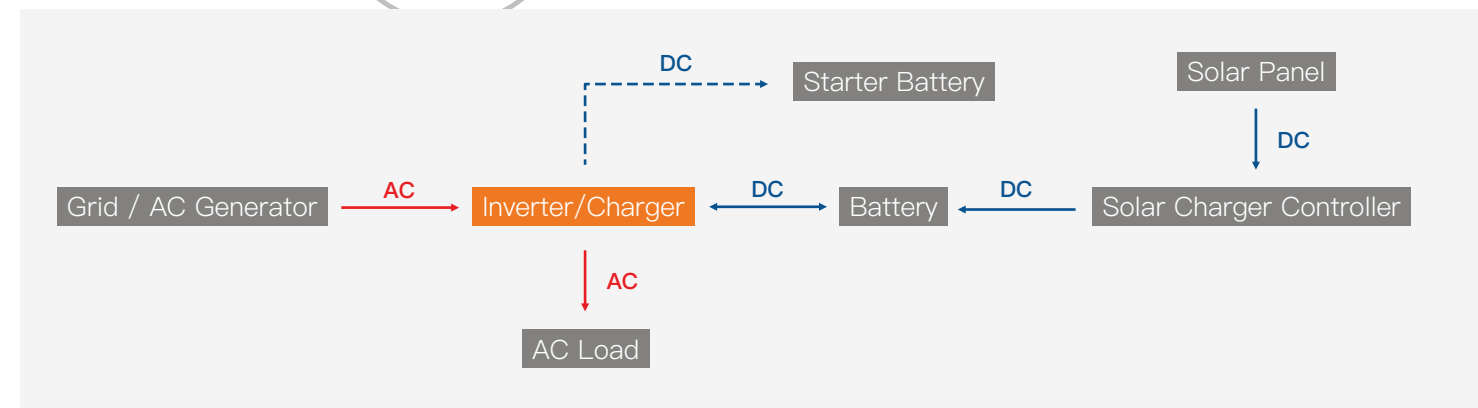 DC
Starter Battery
Solar Panel
DC
Grid / AC Generator
AC
Inverter/Charger
DC
Battery
DC
Solar Charger Controller
AC
AC Load